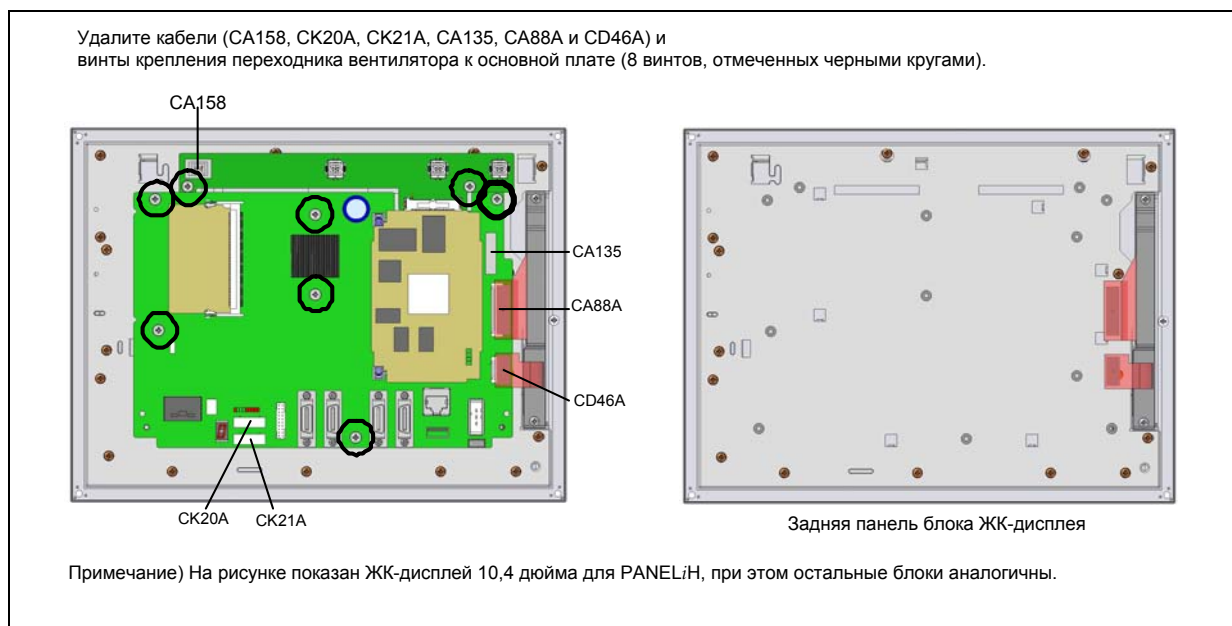 Удалите кабели (CA158, CK20A, CK21A, CA135, CA88A и CD46A) и
винты крепления переходника вентилятора к основной плате (8 винтов, отмеченных черными кругами).
CA158
CA135
CA88A
CD46A
CK20A
CK21A
Задняя панель блока ЖК-дисплея
Примечание) На рисунке показан ЖК-дисплей 10,4 дюйма для PANELiH, при этом остальные блоки аналогичны.